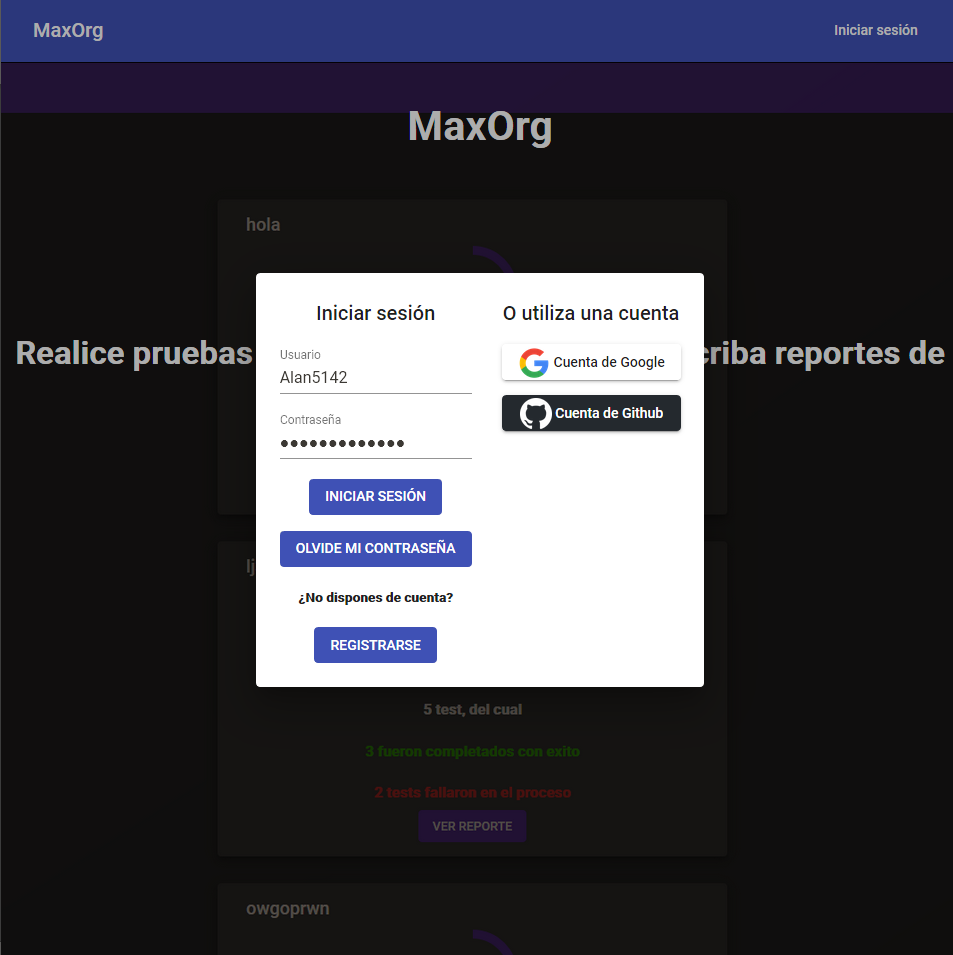 MaxOrg
Iniciar sesión
MaxOrg
hola
Iniciar sesión
O utiliza una cuenta
Usuario
Alan5142
Cuenta de Google
Realice pruebas
criba reportes de
Contraseña
•••••••••••••
Cuenta de Github
INICIAR SESIÓN
OLVIDE MI CONTRASEÑA
¿No dispones de cuenta?
REGISTRARSE
5 test, del cual
3 fueron completados con exito
2 tests fallaron en el proceso
VER REPORTE
owgoprwn